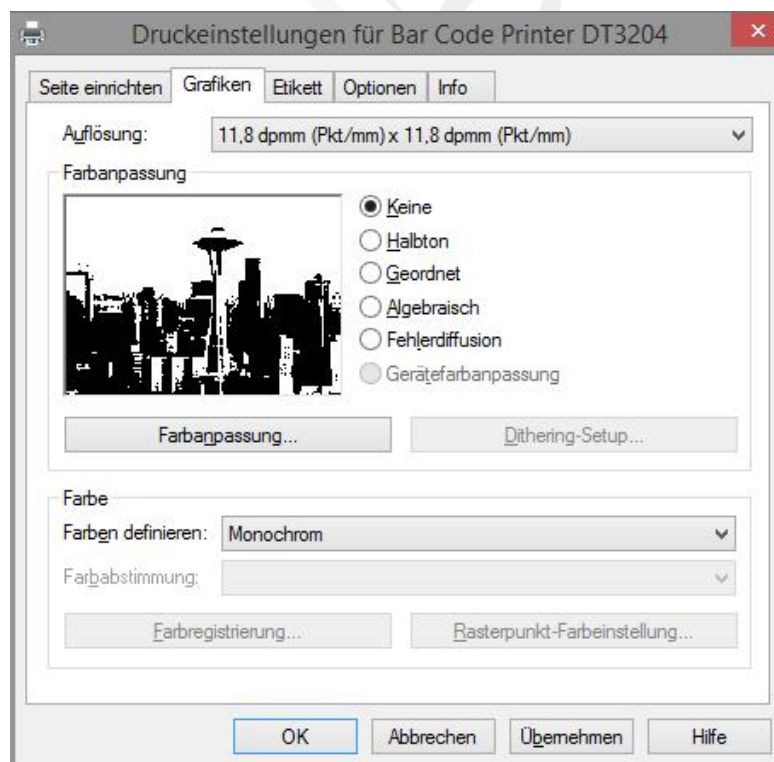 Druckeinstellungen für Bar Code Printer DT3204
Seite einrichten Grafiken Etikett Optionen Info
Auflösung: 11,8 dpmm (Pkt/mm) x 11,8 dpmm (Pkt/mm)
Farbanpassung
Keine
Halbton
Geordnet
Algebraisch
Fehlerdiffusion
Gerätefarbanpassung
Farbanpassung... Dithering-Setup...
Farbe
Farben definieren: Monochrom
Farbabstimmung:
Farbregistrierung... Rasterpunkt-Farbeinstellung...
OK Abbrechen Übernehmen Hilfe